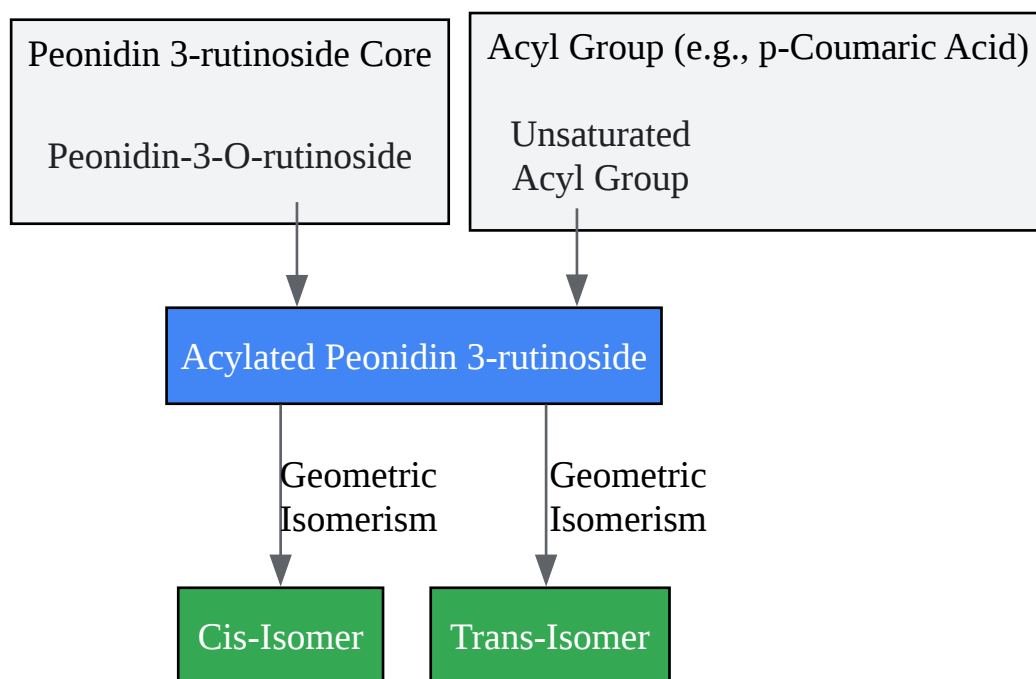 Peonidin 3-rutinoside Core
Peonidin-3-O-rutinoside
Acyl Group (e.g., p-Coumaric Acid)
Unsaturated
Acyl Group
Acylated Peonidin 3-rutinoside
Geometric
Isomerism
Geometric
Isomerism
Cis-Isomer
Trans-Isomer